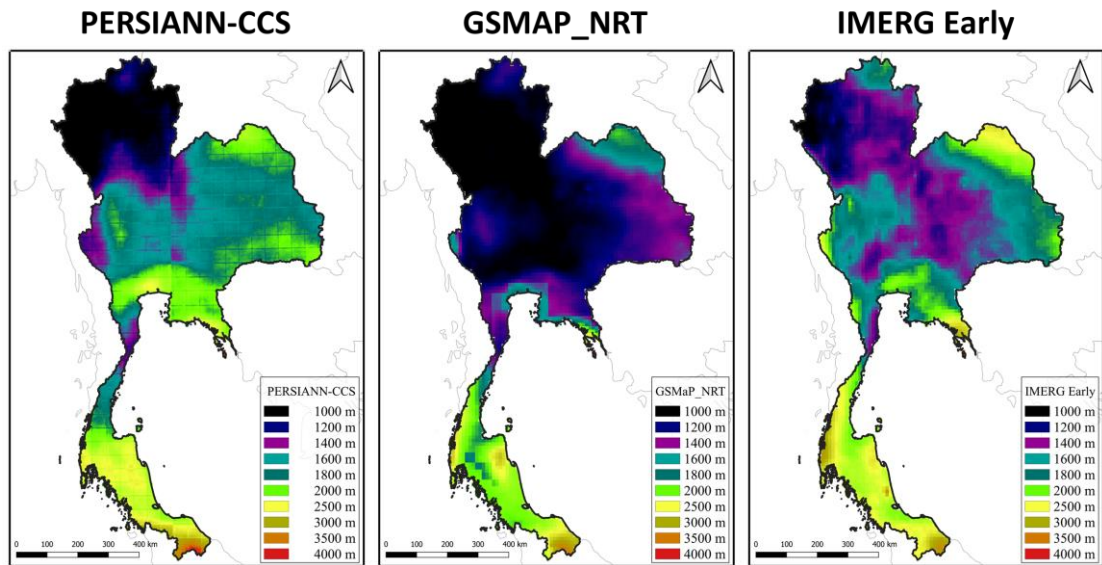 PERSIANN-CCS
GSMAP_NRT
IMERG Early
PERSIANN-CCS
1000 m
1200 m
1400 m
1600 m
1800 m
2000 m
2500 m
3000 m
3500 m
4000 m
0 100 200 300 400 km
GSMaP_NRT
1000 m
1200 m
1400 m
1600 m
1800 m
2000 m
2500 m
3000 m
3500 m
4000 m
0 100 200 300 400 km
IMERG Early
1000 m
1200 m
1400 m
1600 m
1800 m
2000 m
2500 m
3000 m
3500 m
4000 m
0 100 200 300 400 km